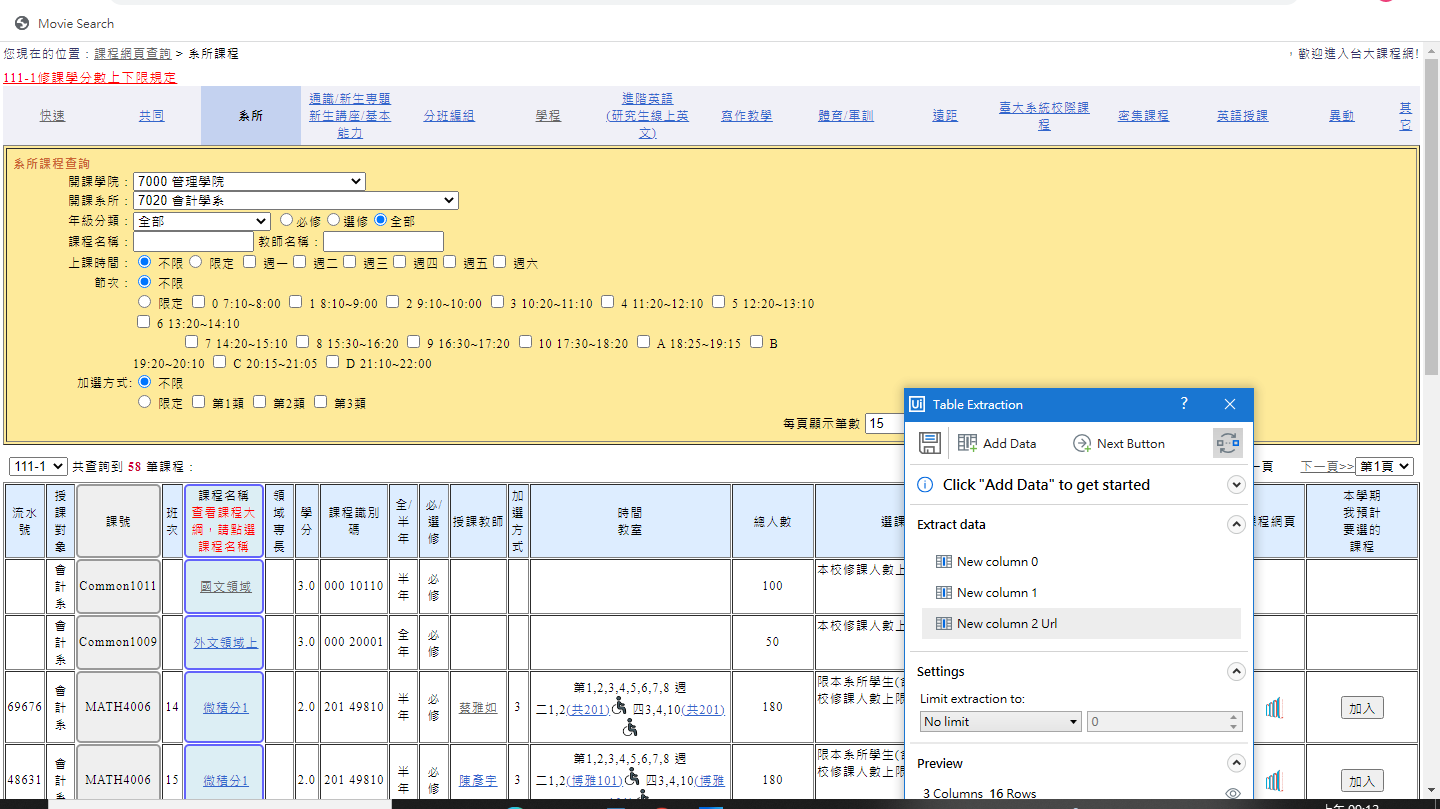 Movie Search
您現在的位置：課程網頁查詢 > 系所課程
，歡迎進入台大課程網!
111-1修課學分數上下限規定
快速
共同
系所
通識/新生專題
新生講座/基本
能力
分班編組
學程
進階英語
(研究生線上英
文)
寫作教學
體育/軍訓
遠距
臺大系統校際課
程
密集課程
英語授課
異動
其
它
系所課程查詢
開課學院：7000 管理學院
開課系所：7020 會計學系
年級分類：全部 必修 選修 全部
課程名稱： 教師名稱：
上課時間： 不限 限定 週一 週二 週三 週四 週五 週六
節次： 不限
限定 0 7:10~8:00 1 8:10~9:00 2 9:10~10:00 3 10:20~11:10 4 11:20~12:10 5 12:20~13:10
6 13:20~14:10
7 14:20~15:10 8 15:30~16:20 9 16:30~17:20 10 17:30~18:20 A 18:25~19:15 B
19:20~20:10 C 20:15~21:05 D 21:10~22:00
加選方式: 不限
限定 第1類 第2類 第3類
每頁顯示筆數 15
111-1 共查詢到 58 筆課程：
一頁 下一頁>> 第1頁
流水
號
授
課
對
象
課號
班
次
課程名稱
查看課程大
綱，請點選
課程名稱
領
域
專
長
學
分
課程識別
碼
全/
半
年
必/
選
修
授課教師
加
選
方
式
時間
教室
總人數
選課
程網頁
本學期
我預計
要選的
課程
會
計
系
Common1011
國文領域
3.0
000 10110
半
年
必
修
100
本校修課人數上
會
計
系
Common1009
外文領域上
3.0
000 20001
全
年
必
修
50
本校修課人數上
69676
會
計
系
MATH4006
14
微積分1
2.0
201 49810
半
年
必
修
蔡雅如
3
第1,2,3,4,5,6,7,8 週
二1,2(共201) 四3,4,10(共201)
180
限本系所學生(含
校修課人數上限
加入
48631
會
計
系
MATH4006
15
微積分1
2.0
201 49810
半
年
必
修
陳彥宇
3
第1,2,3,4,5,6,7,8 週
二1,2(博雅101) 四3,4,10(博雅
180
限本系所學生(含
校修課人數上限
加入
Ui Table Extraction ?
Add Data
Next Button
Click "Add Data" to get started
Extract data
New column 0
New column 1
New column 2 Url
Settings
Limit extraction to:
No limit 0
Preview
3 Columns 16 Rows